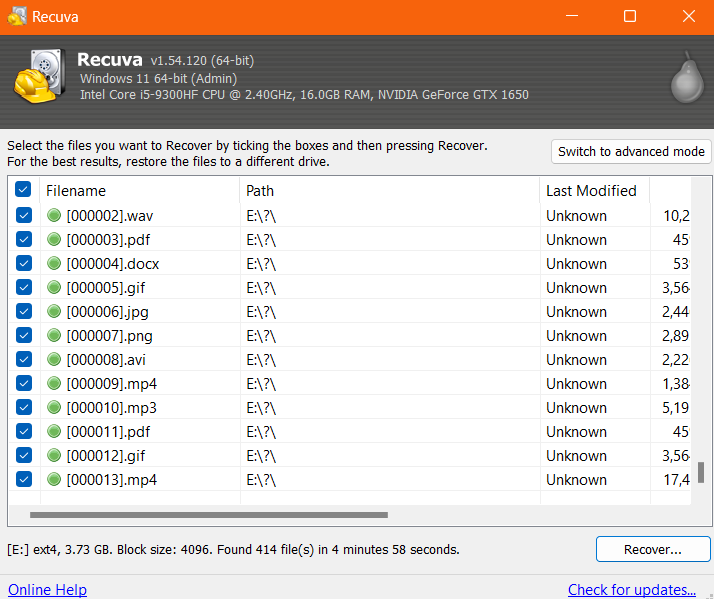 Recuva
Recuva v1.54.120 (64-bit)
Windows 11 64-bit (Admin)
Intel Core i5-9300HF CPU @ 2.40GHz, 16.0GB RAM, NVIDIA GeForce GTX 1650
Select the files you want to Recover by ticking the boxes and then pressing Recover.
For the best results, restore the files to a different drive.
Switch to advanced mode
Filename Path Last Modified
[000002].wav E:\?\ Unknown 10,2
[000003].pdf E:\?\ Unknown 45
[000004].docx E:\?\ Unknown 53
[000005].gif E:\?\ Unknown 3,56
[000006].jpg E:\?\ Unknown 2,44
[000007].png E:\?\ Unknown 2,89
[000008].avi E:\?\ Unknown 2,22
[000009].mp4 E:\?\ Unknown 1,38
[000010].mp3 E:\?\ Unknown 5,19
[000011].pdf E:\?\ Unknown 45
[000012].gif E:\?\ Unknown 3,56
[000013].mp4 E:\?\ Unknown 17,4
[E:] ext4, 3.73 GB. Block size: 4096. Found 414 file(s) in 4 minutes 58 seconds.
Recover...
Online Help Check for updates...